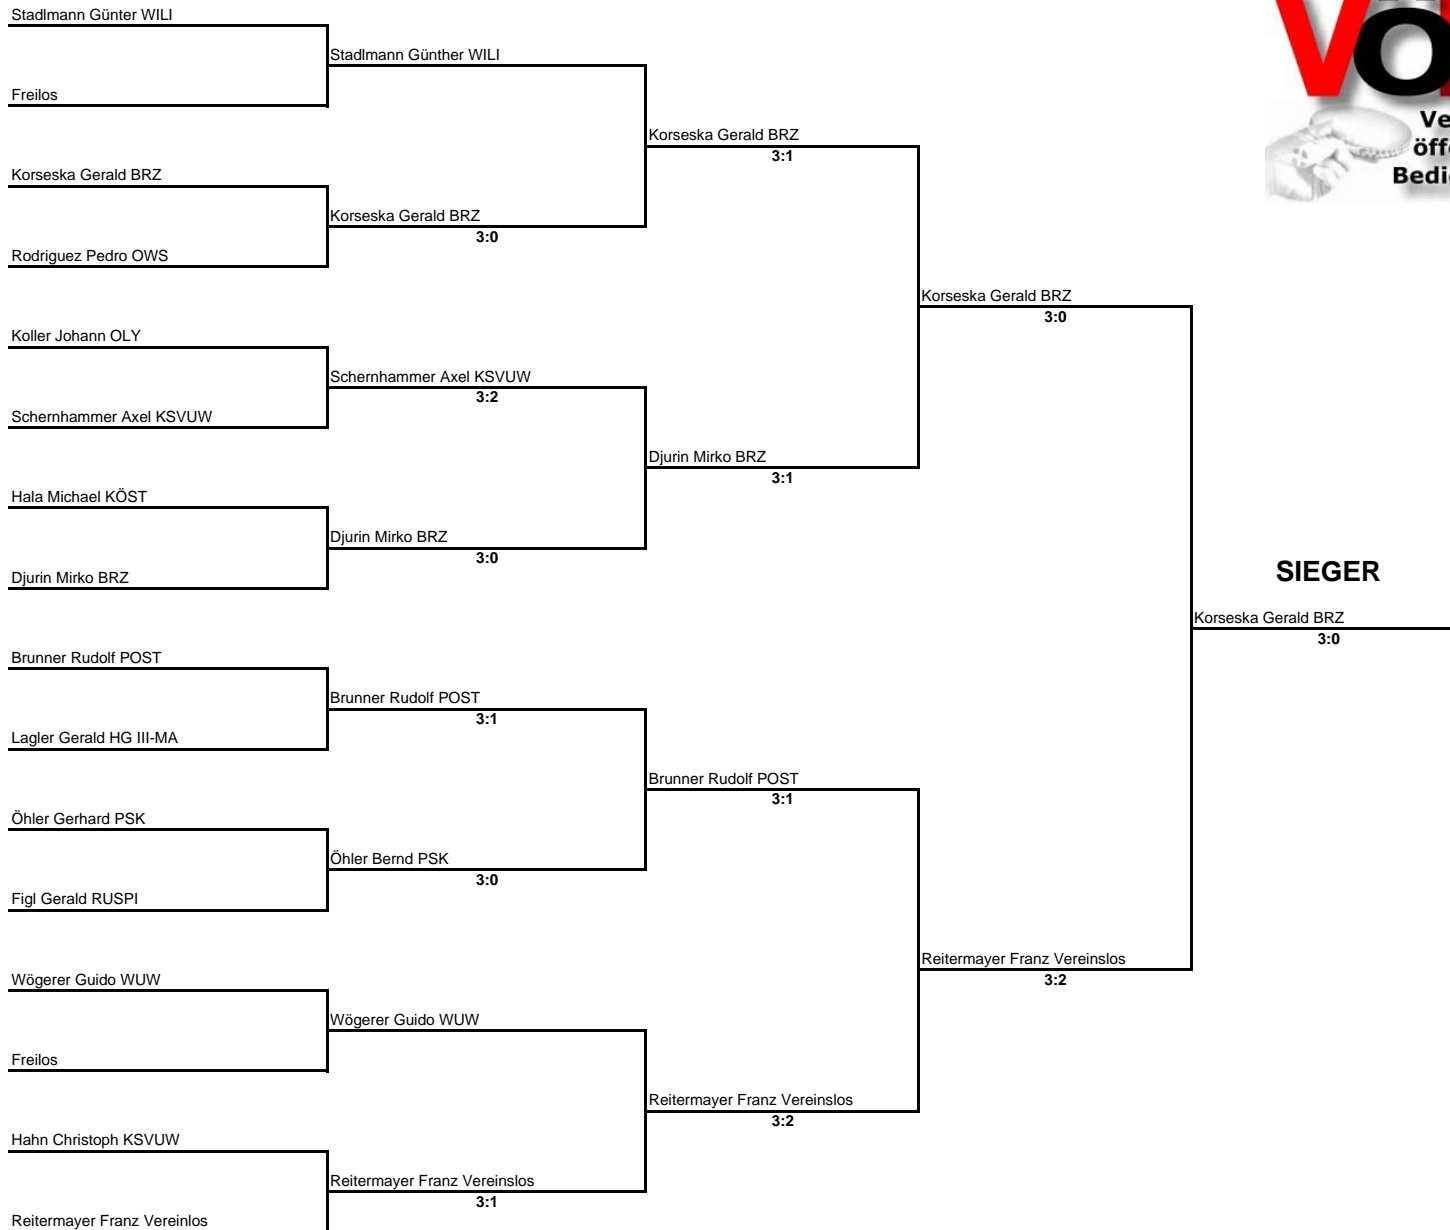 Stadlmann Günter WILI
Stadlmann Günther WILI
Freilos
Korseska Gerald BRZ
3:1
Korseska Gerald BRZ
Korseska Gerald BRZ
3:0
Rodriguez Pedro OWS
Korseska Gerald BRZ
3:0
Koller Johann OLY
Schernhammer Axel KSVUW
3:2
Schernhammer Axel KSVUW
Djurin Mirko BRZ
3:1
Hala Michael KÖST
Djurin Mirko BRZ
3:0
Djurin Mirko BRZ
SIEGER
Korseska Gerald BRZ
3:0
Brunner Rudolf POST
Brunner Rudolf POST
3:1
Lagler Gerald HG III-MA
Brunner Rudolf POST
3:1
Öhler Gerhard PSK
Öhler Bernd PSK
3:0
Figl Gerald RUSPI
Reitermayer Franz Vereinslos
3:2
Wögerer Guido WUW
Wögerer Guido WUW
Freilos
Reitermayer Franz Vereinslos
3:2
Hahn Christoph KSVUW
Reitermayer Franz Vereinslos
3:1
Reitermayer Franz Vereinlos